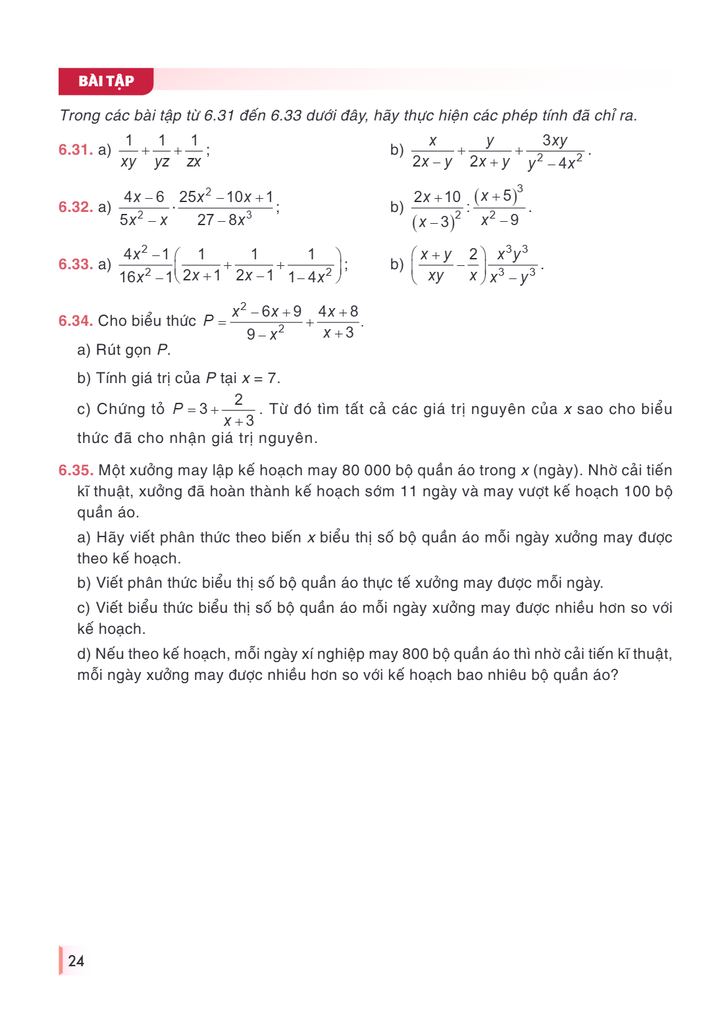 BÀI TẬP
Trong các bài tập từ 6.31 đến 6.33 dưới đây, hãy thực hiện các phép tính đã chỉ ra.
6.31. a) 1/(xy) + 1/(yz) + 1/(zx) ; b) x/(2x – y) + y/(2x + y) + 3xy/(y² – 4x²) .
6.32. a) (4x – 6)/(5x² – x) · (25x² – 10x + 1)/(27 – 8x³) ; b) (2x + 10)/(x – 3)² : (x + 5)³/(x² – 9) .
6.33. a) (4x² – 1)/(16x² – 1) (1/(2x + 1) + 1/(2x – 1) + 1/(1 – 4x²)) ; b) ((x + y)/(xy) – 2/x) x³y³/(x³ – y³) .
6.34. Cho biểu thức P = (x² – 6x + 9)/(9 – x²) + (4x + 8)/(x + 3).
a) Rút gọn P.
b) Tính giá trị của P tại x = 7.
c) Chứng tỏ P = 3 + 2/(x + 3) . Từ đó tìm tất cả các giá trị nguyên của x sao cho biểu
thức đã cho nhận giá trị nguyên.
6.35. Một xưởng may lập kế hoạch may 80 000 bộ quần áo trong x (ngày). Nhờ cải tiến
kĩ thuật, xưởng đã hoàn thành kế hoạch sớm 11 ngày và may vượt kế hoạch 100 bộ
quần áo.
a) Hãy viết phân thức theo biến x biểu thị số bộ quần áo mỗi ngày xưởng may được
theo kế hoạch.
b) Viết phân thức biểu thị số bộ quần áo thực tế xưởng may được mỗi ngày.
c) Viết biểu thức biểu thị số bộ quần áo mỗi ngày xưởng may được nhiều hơn so với
kế hoạch.
d) Nếu theo kế hoạch, mỗi ngày xí nghiệp may 800 bộ quần áo thì nhờ cải tiến kĩ thuật,
mỗi ngày xưởng may được nhiều hơn so với kế hoạch bao nhiêu bộ quần áo?
24